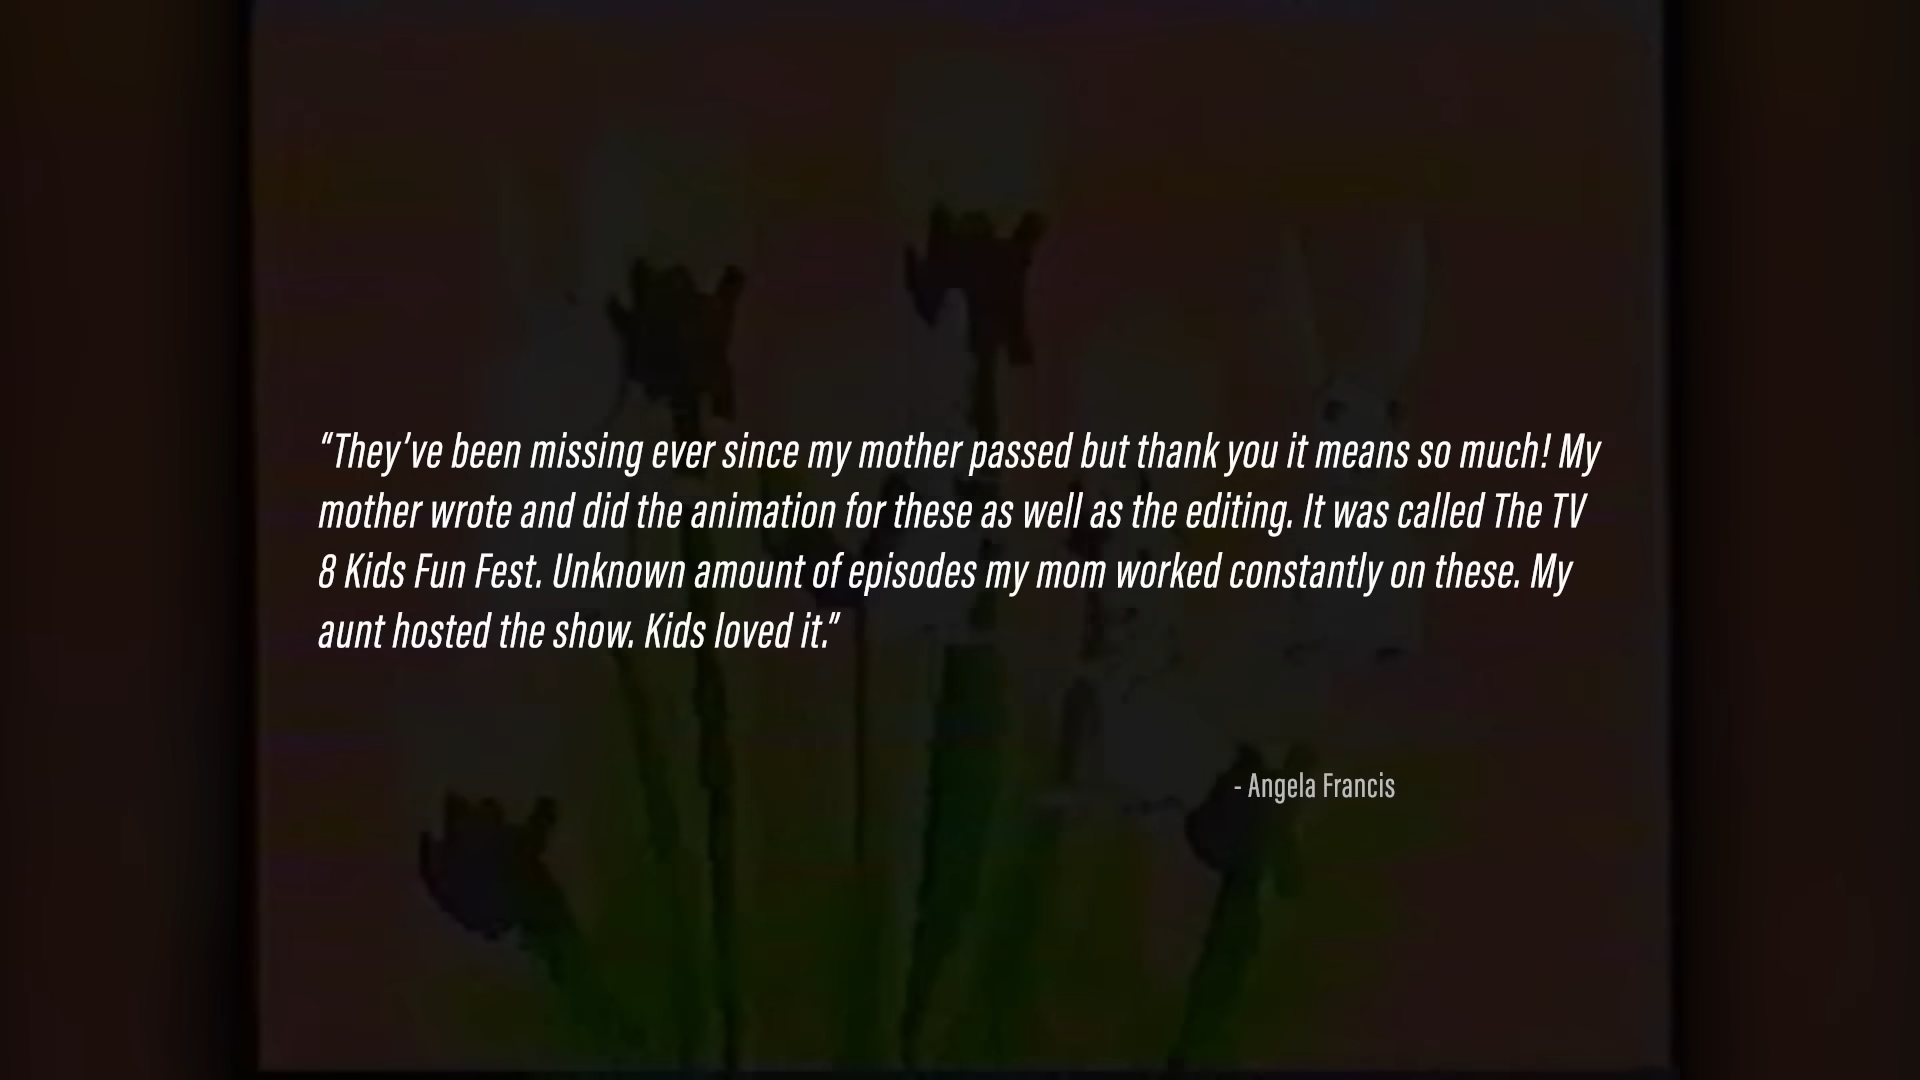 “They’ve been missing ever since my mother passed but thank you it means so much! My
mother wrote and did the animation for these as well as the editing. It was called The TV
8 Kids Fun Fest. Unknown amount of episodes my mom worked constantly on these. My
aunt hosted the show. Kids loved it.”
- Angela Francis